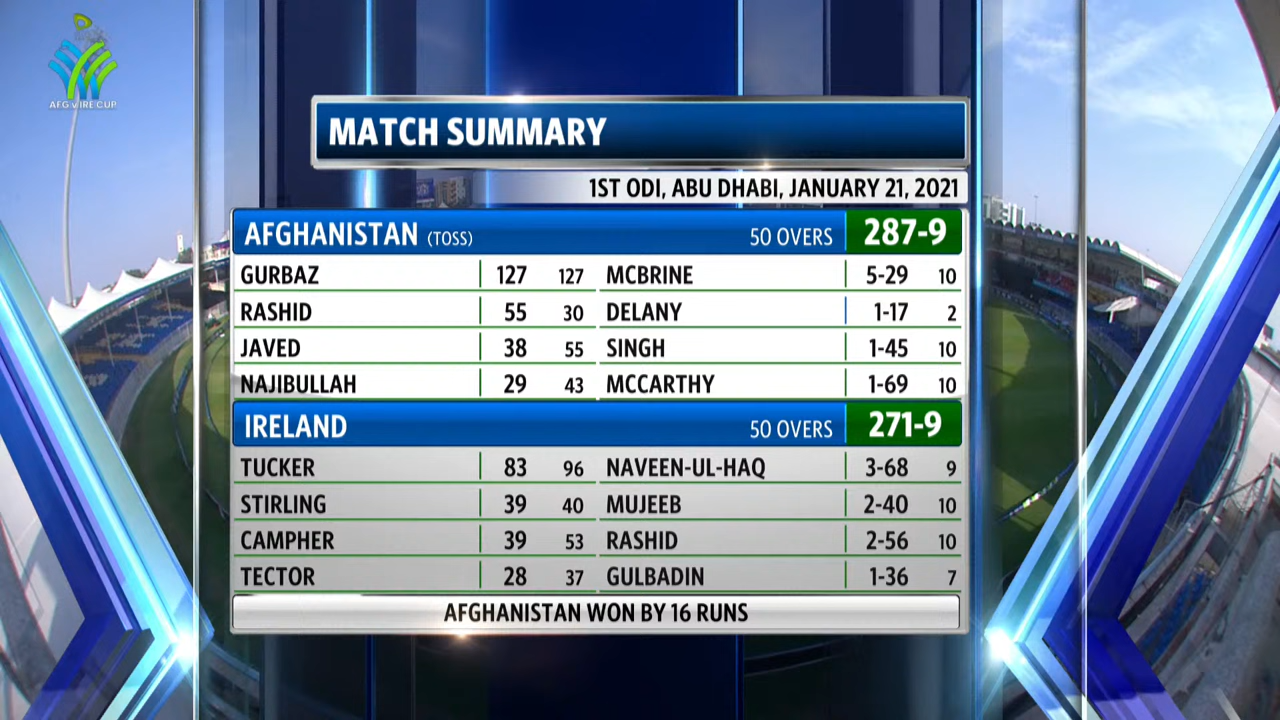 AFG V IRE CUP
MATCH SUMMARY
1ST ODI, ABU DHABI, JANUARY 21, 2021
AFGHANISTAN (TOSS) 50 OVERS 287-9
GURBAZ 127 127 MCBRINE 5-29 10
RASHID 55 30 DELANY 1-17 2
JAVED 38 55 SINGH 1-45 10
NAJIBULLAH 29 43 MCCARTHY 1-69 10
IRELAND 50 OVERS 271-9
TUCKER 83 96 NAVEEN-UL-HAQ 3-68 9
STIRLING 39 40 MUJEEB 2-40 10
CAMPHER 39 53 RASHID 2-56 10
TECTOR 28 37 GULBADIN 1-36 7
AFGHANISTAN WON BY 16 RUNS